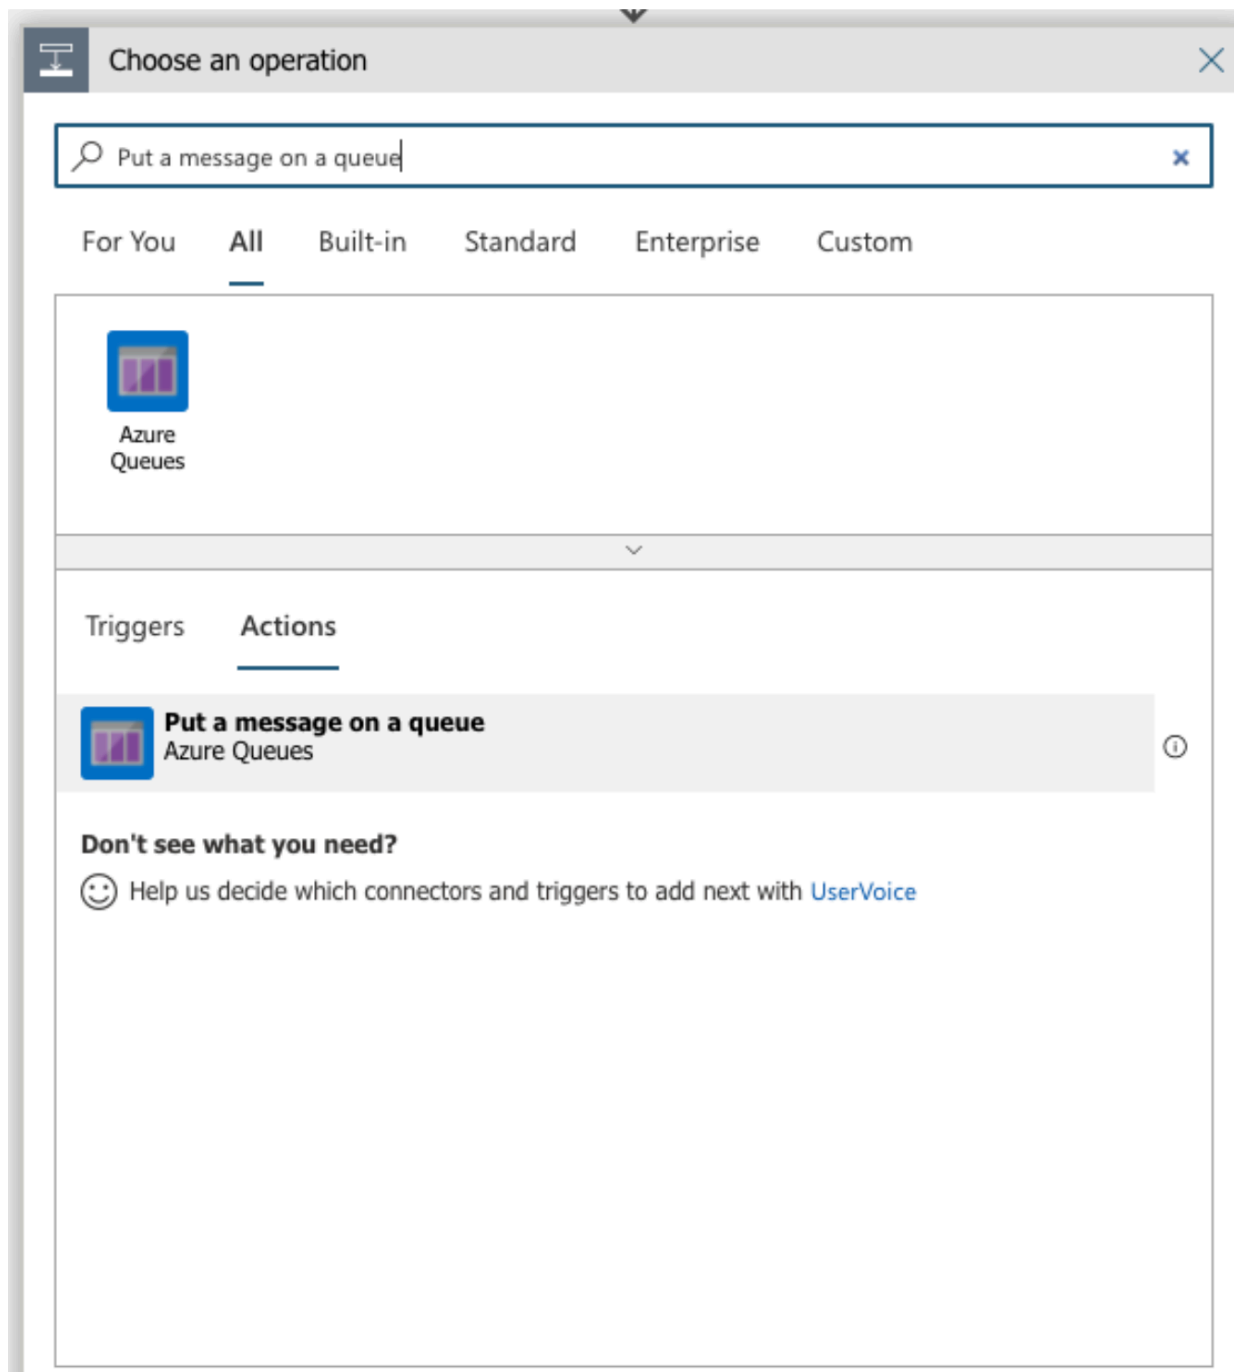 Choose an operation
Put a message on a queue
For You All Built-in Standard Enterprise Custom
Azure
Queues
Triggers Actions
Put a message on a queue
Azure Queues
Don't see what you need?
Help us decide which connectors and triggers to add next with UserVoice